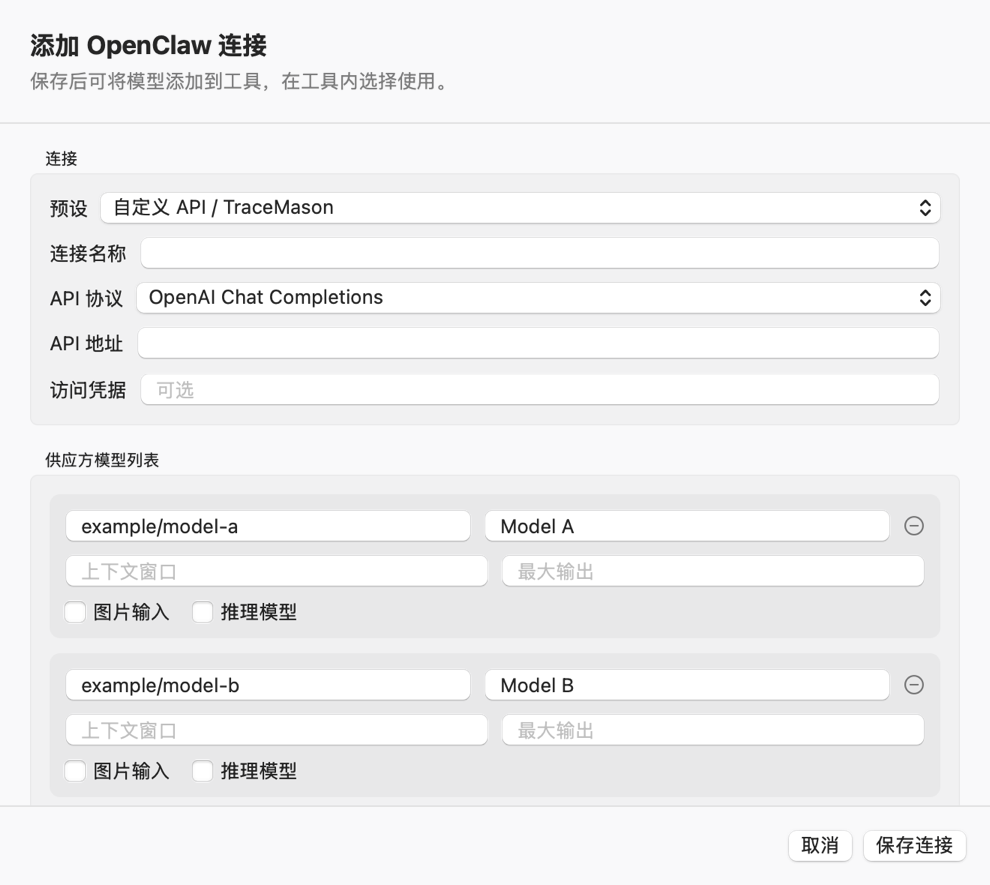 添加 OpenClaw 连接
保存后可将模型添加到工具，在工具内选择使用。
连接
预设 自定义 API / TraceMason
连接名称
API 协议 OpenAI Chat Completions
API 地址
访问凭据 可选
供应方模型列表
example/model-a Model A
上下文窗口 最大输出
图片输入 推理模型
example/model-b Model B
上下文窗口 最大输出
图片输入 推理模型
取消 保存连接